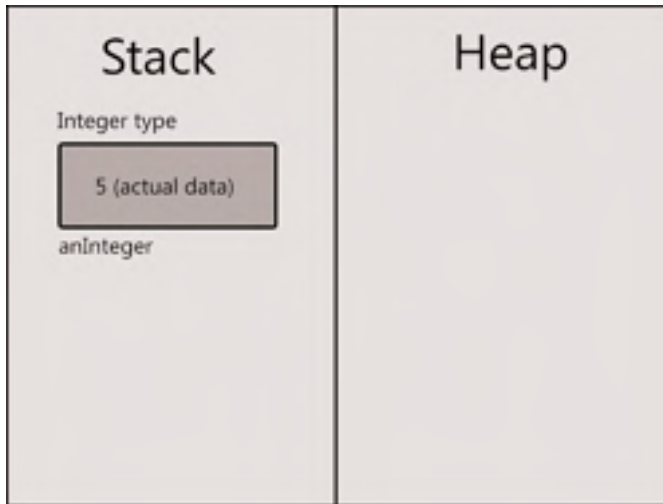 Stack
Heap
Integer type
5 (actual data)
anInteger